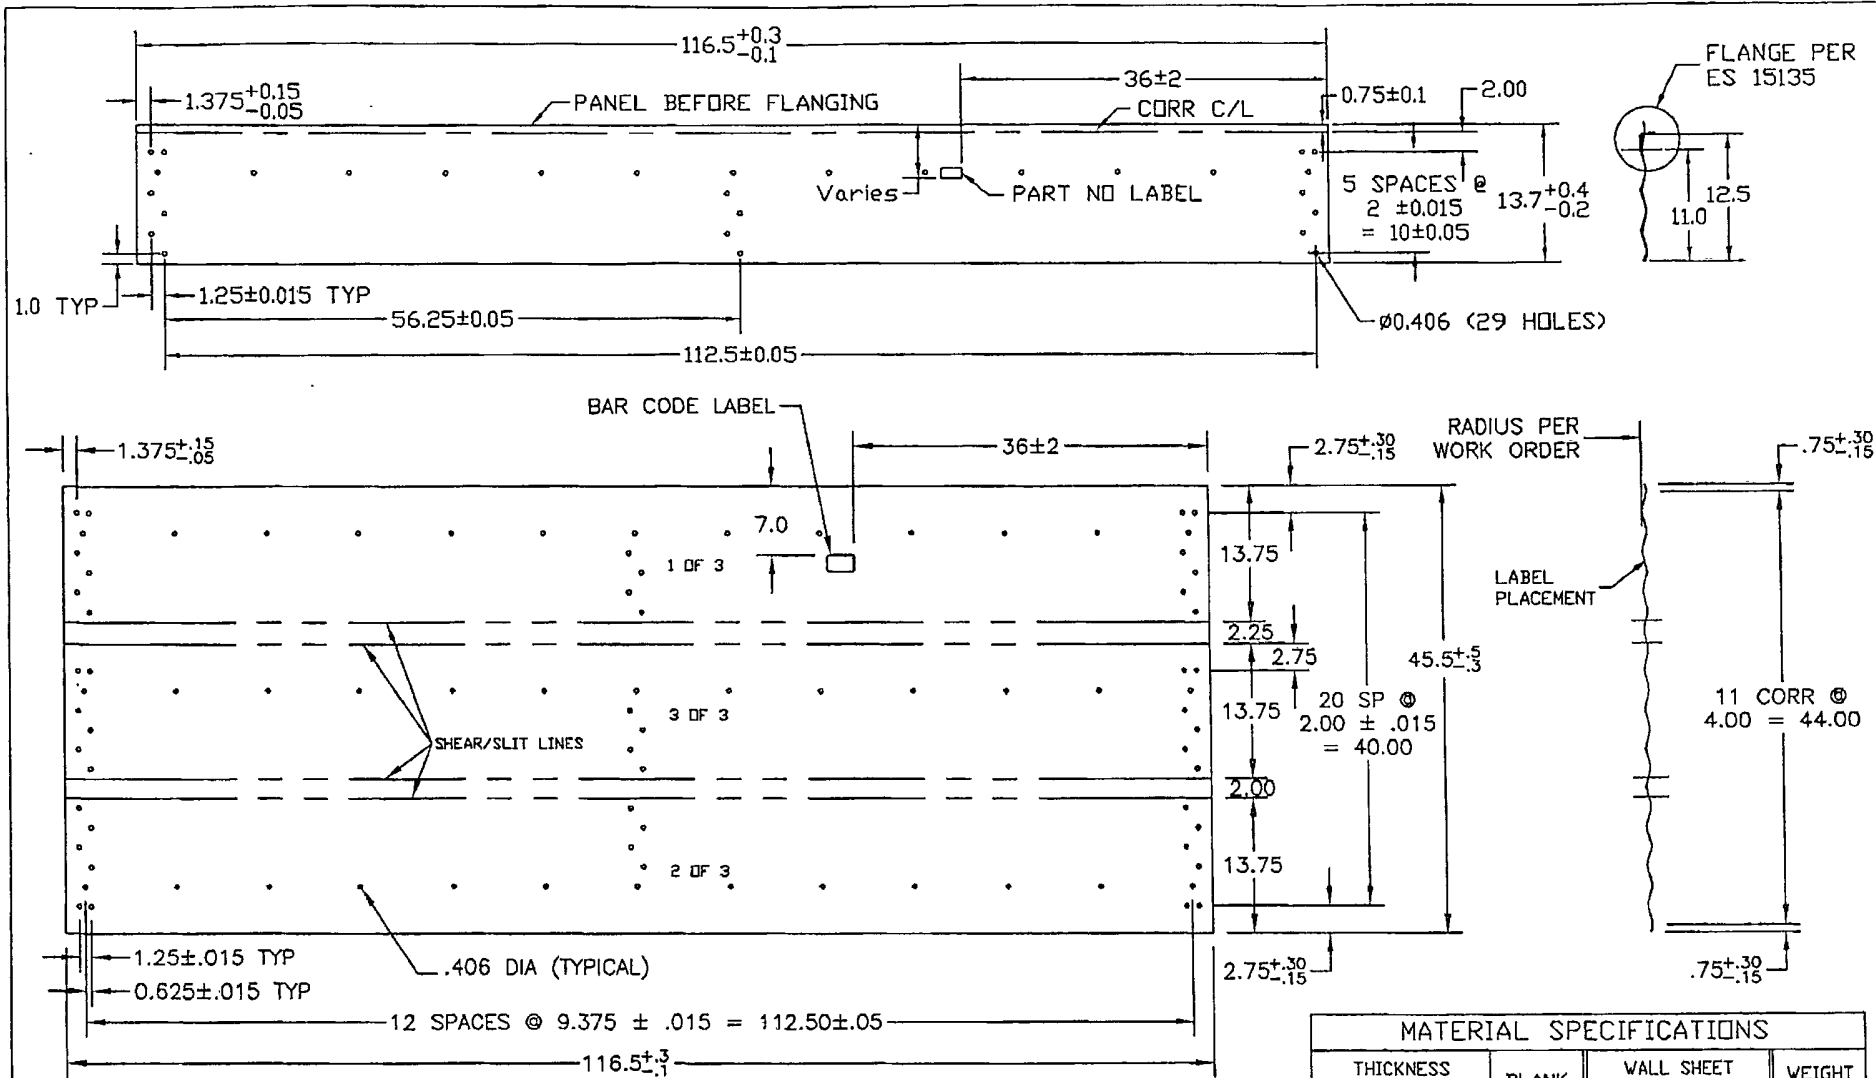 116.5+0.3 -0.1
36±2
FLANGE PER
ES 15135
1.375+0.15 -0.05
PANEL BEFORE FLANGING
CORR C/L
0.75±0.1
2.00
Varies
PART NO LABEL
5 SPACES @
2 ±0.015
= 10±0.05
13.7+0.4 -0.2
11.0
12.5
1.0 TYP
1.25±0.015 TYP
56.25±0.05
Ø0.406 (29 HOLES)
112.5±0.05
BAR CODE LABEL
1.375+.15 -.05
36±2
2.75+.30 -.15
RADIUS PER
WORK ORDER
.75+.30 -.15
7.0
1 OF 3
13.75
LABEL
PLACEMENT
2.25
2.75
45.5+.5 -.3
3 OF 3
13.75
20 SP @
2.00 ± .015
= 40.00
11 CORR @
4.00 = 44.00
SHEAR/SLIT LINES
2.00
2 OF 3
13.75
1.25±.015 TYP
.406 DIA (TYPICAL)
2.75+.30 -.15
.75+.30 -.15
0.625±.015 TYP
12 SPACES @ 9.375 ± .015 = 112.50±.05
116.5+.3 -.1
MATERIAL SPECIFICATIONS
THICKNESS
BLANK
WALL SHEET
WEIGHT